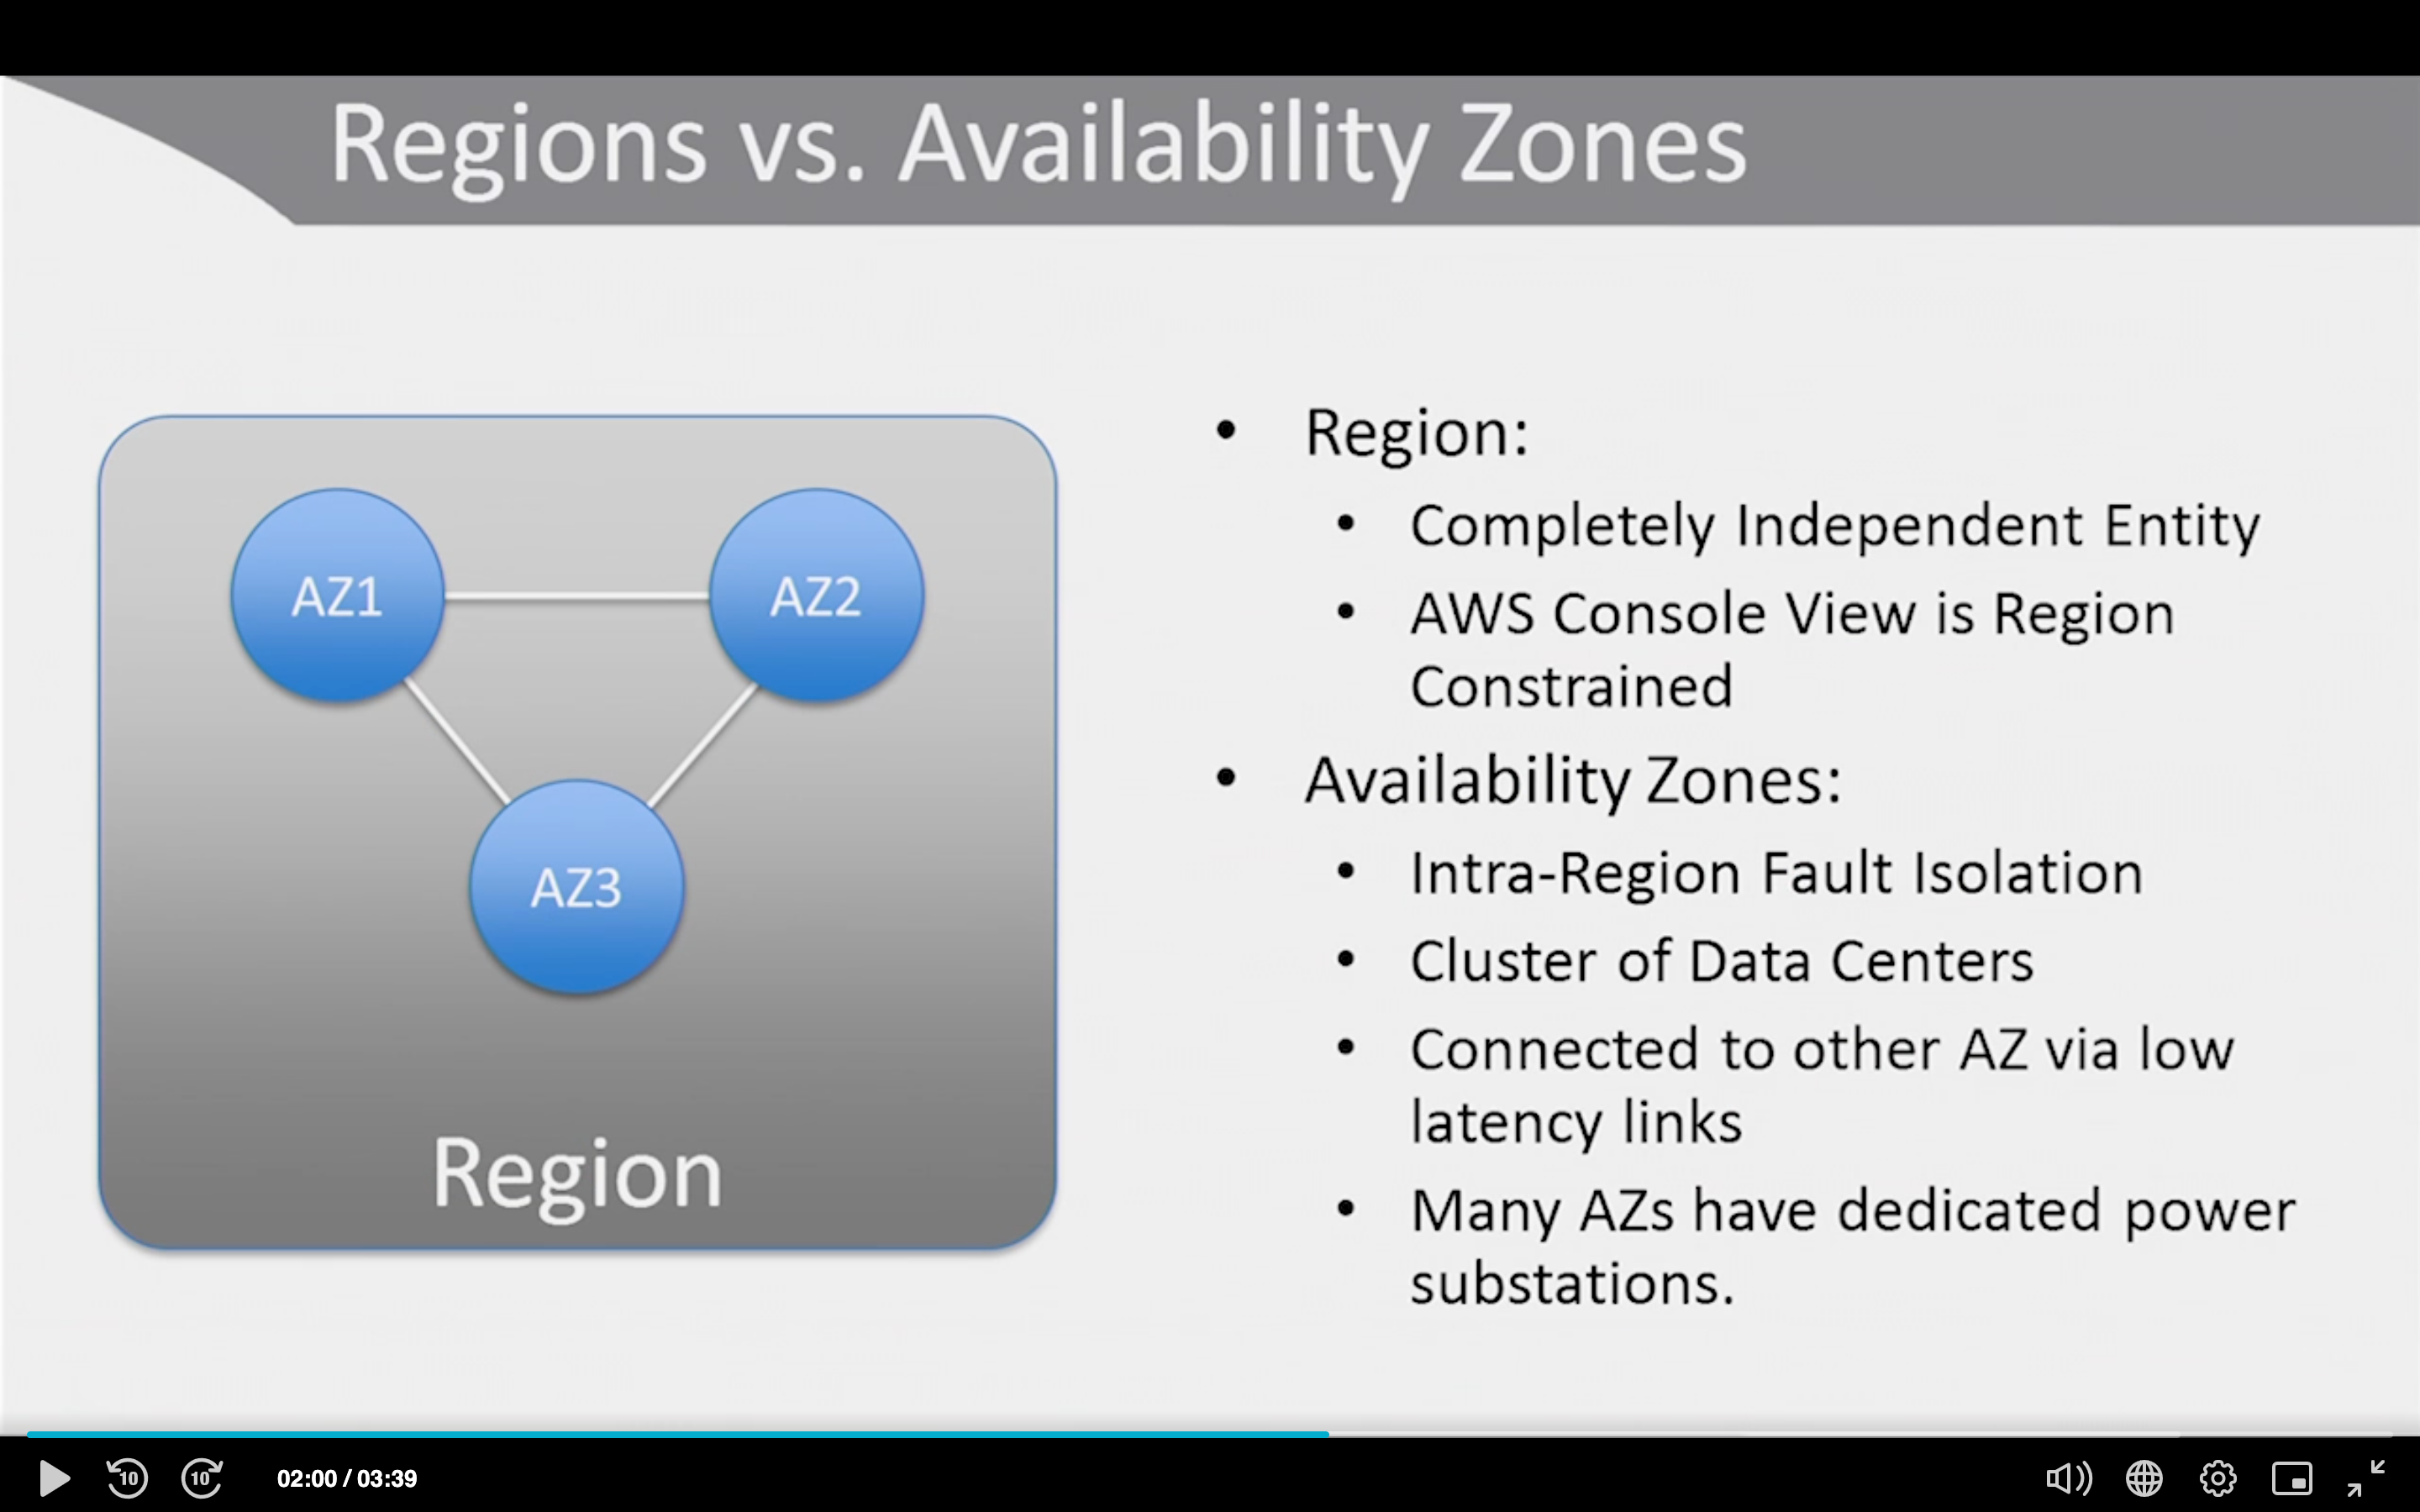 Regions vs. Availability Zones
AZ1
AZ2
AZ3
Region
• Region:
• Completely Independent Entity
• AWS Console View is Region
Constrained
• Availability Zones:
• Intra-Region Fault Isolation
• Cluster of Data Centers
• Connected to other AZ via low
latency links
• Many AZs have dedicated power
substations.
10
10
02:00 / 03:39